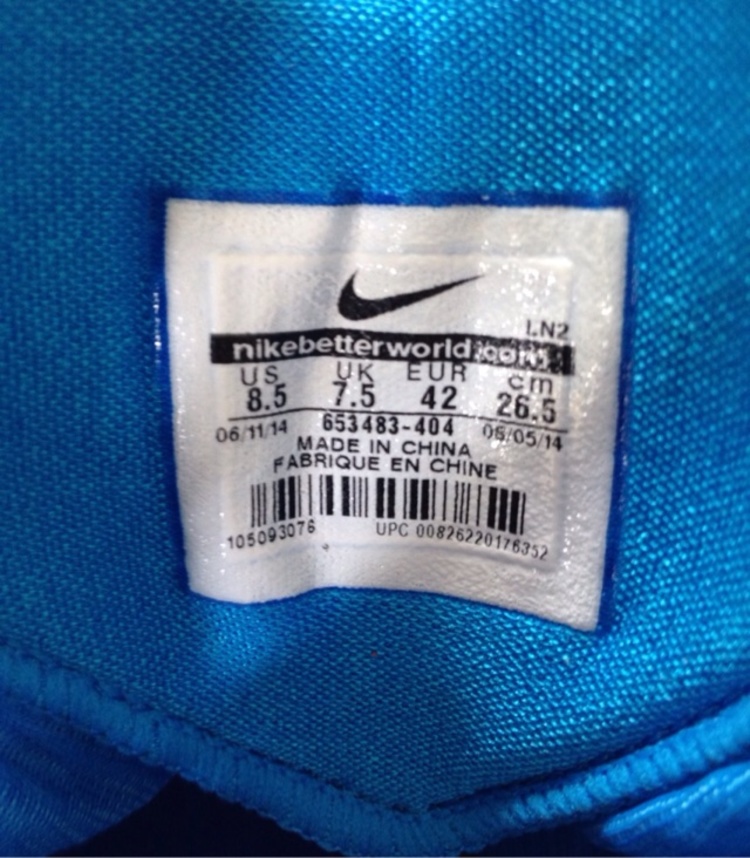 LN2
nikebetterworld.com
US UK EUR cm
8.5 7.5 42 26.5
06/11/14 653483-404 08/05/14
MADE IN CHINA
FABRIQUE EN CHINE
105093076 UPC 00826220176352